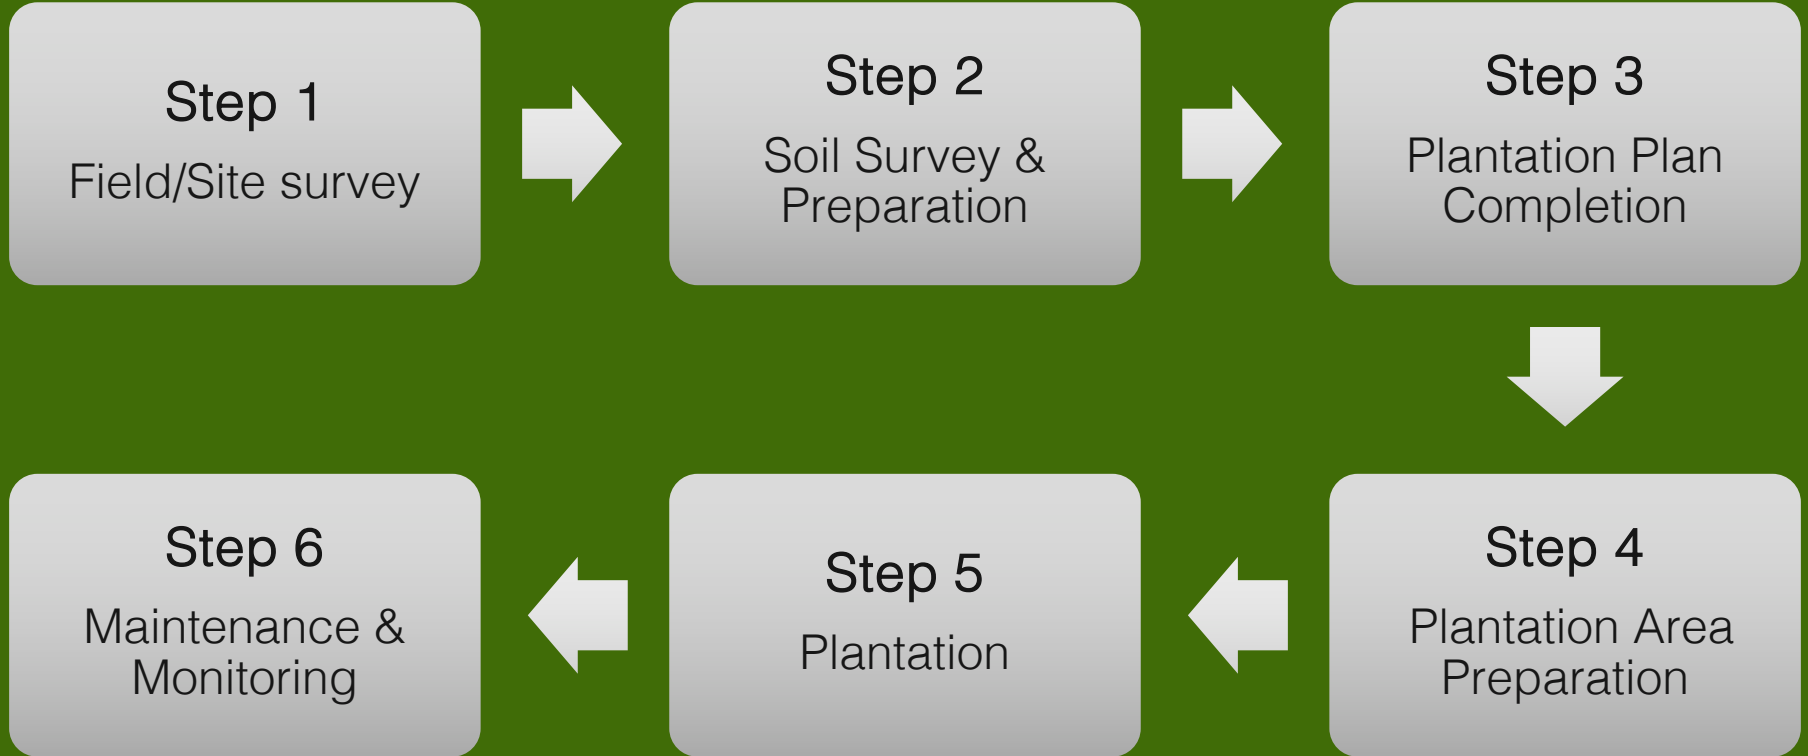 Step 1
Field/Site survey
Step 2
Soil Survey &
Preparation
Step 3
Plantation Plan
Completion
Step 4
Plantation Area
Preparation
Step 5
Plantation
Step 6
Maintenance &
Monitoring